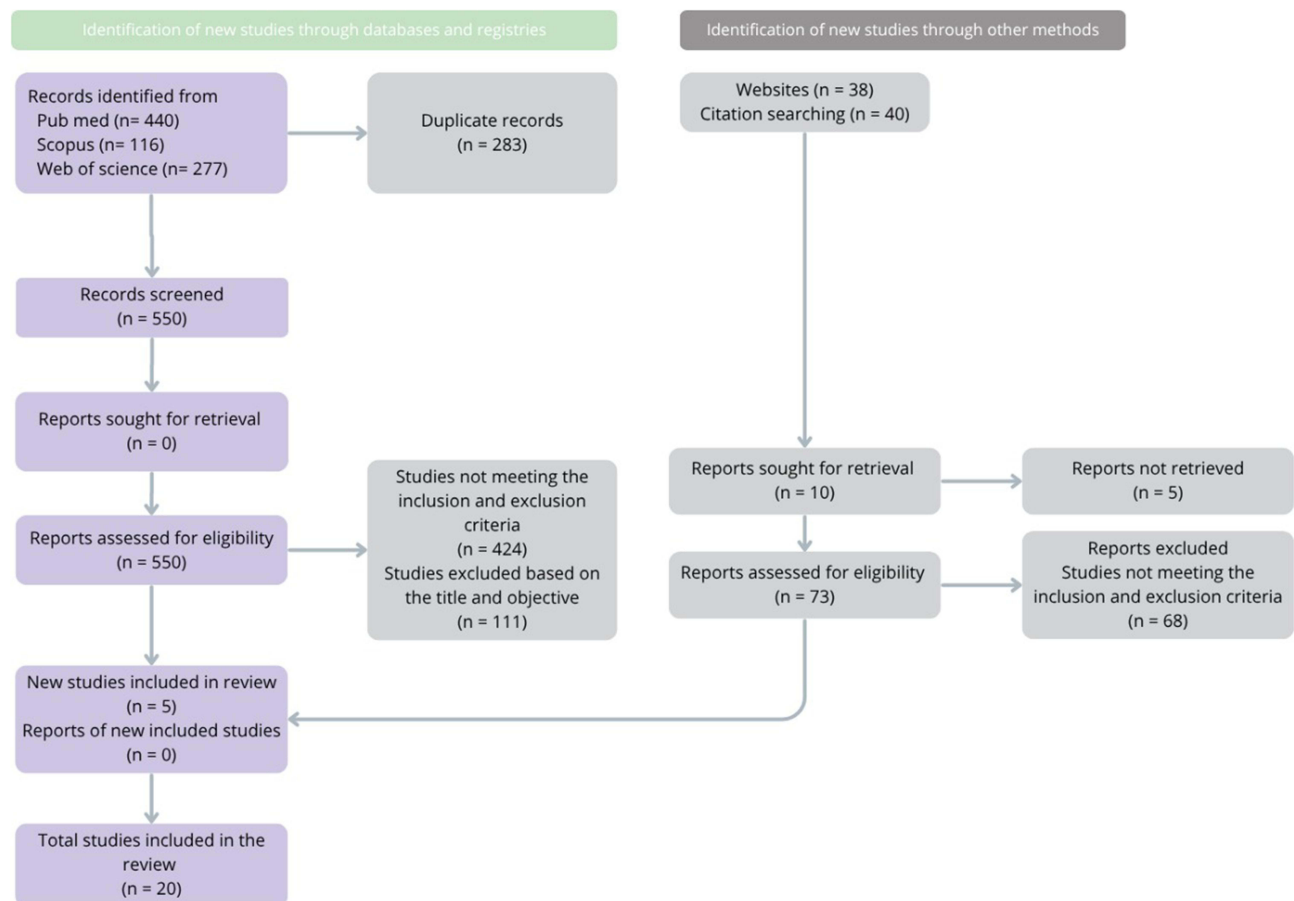 Identification of new studies through databases and registries
Identification of new studies through other methods
Records identified from
Pub med (n= 440)
Scopus (n= 116)
Web of science (n= 277)
Duplicate records
(n = 283)
Websites (n = 38)
Citation searching (n = 40)
Records screened
(n = 550)
Reports sought for retrieval
(n = 0)
Reports assessed for eligibility
(n = 550)
Studies not meeting the
inclusion and exclusion
criteria
(n = 424)
Studies excluded based on
the title and objective
(n = 111)
Reports sought for retrieval
(n = 10)
Reports not retrieved
(n = 5)
Reports assessed for eligibility
(n = 73)
Reports excluded
Studies not meeting the
inclusion and exclusion criteria
(n = 68)
New studies included in review
(n = 5)
Reports of new included studies
(n = 0)
Total studies included in the
review
(n = 20)